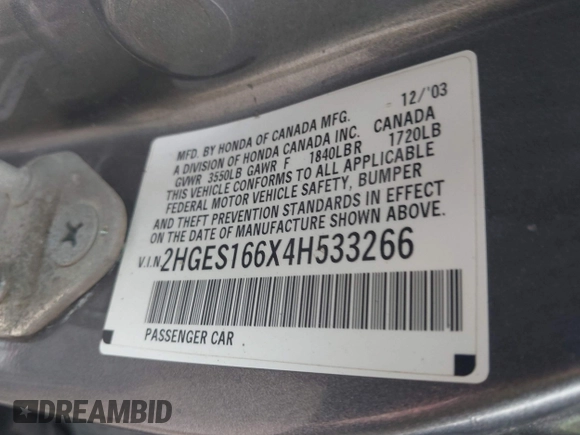 12/'03
MFD. BY HONDA OF CANADA MFG.
A DIVISION OF HONDA CANADA INC. CANADA
GVWR 3550LB GAWR F 1840LBR 1720LB
THIS VEHICLE CONFORMS TO ALL APPLICABLE
FEDERAL MOTOR VEHICLE SAFETY, BUMPER
AND THEFT PREVENTION STANDARDS IN EFFECT
ON THE DATE OF MANUFACTURE SHOWN ABOVE.
V.I.N. 2HGES166X4H533266
PASSENGER CAR
DREAMBID